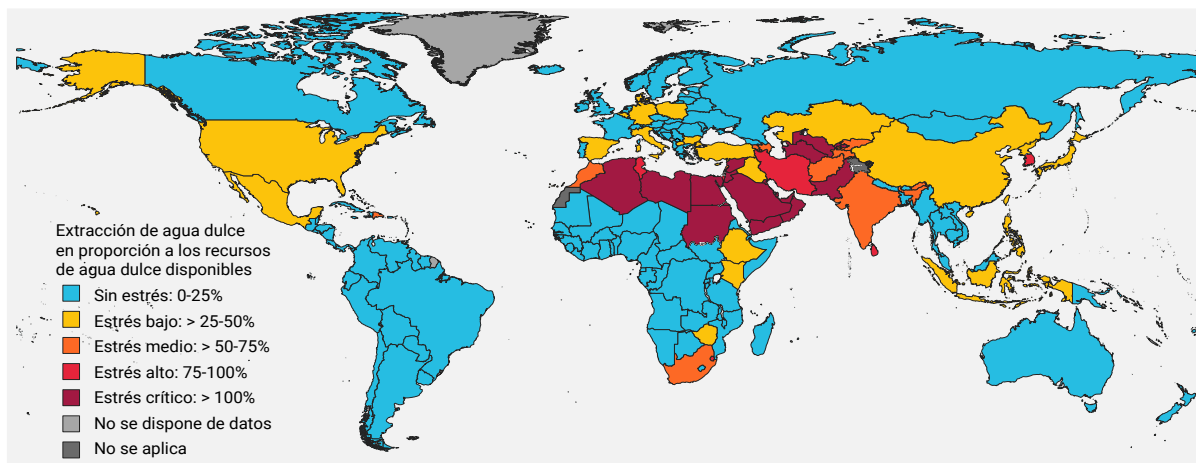 Extracción de agua dulce
en proporción a los recursos
de agua dulce disponibles
Sin estrés: 0-25%
Estrés bajo: > 25-50%
Estrés medio: > 50-75%
Estrés alto: 75-100%
Estrés crítico: > 100%
No se dispone de datos
No se aplica